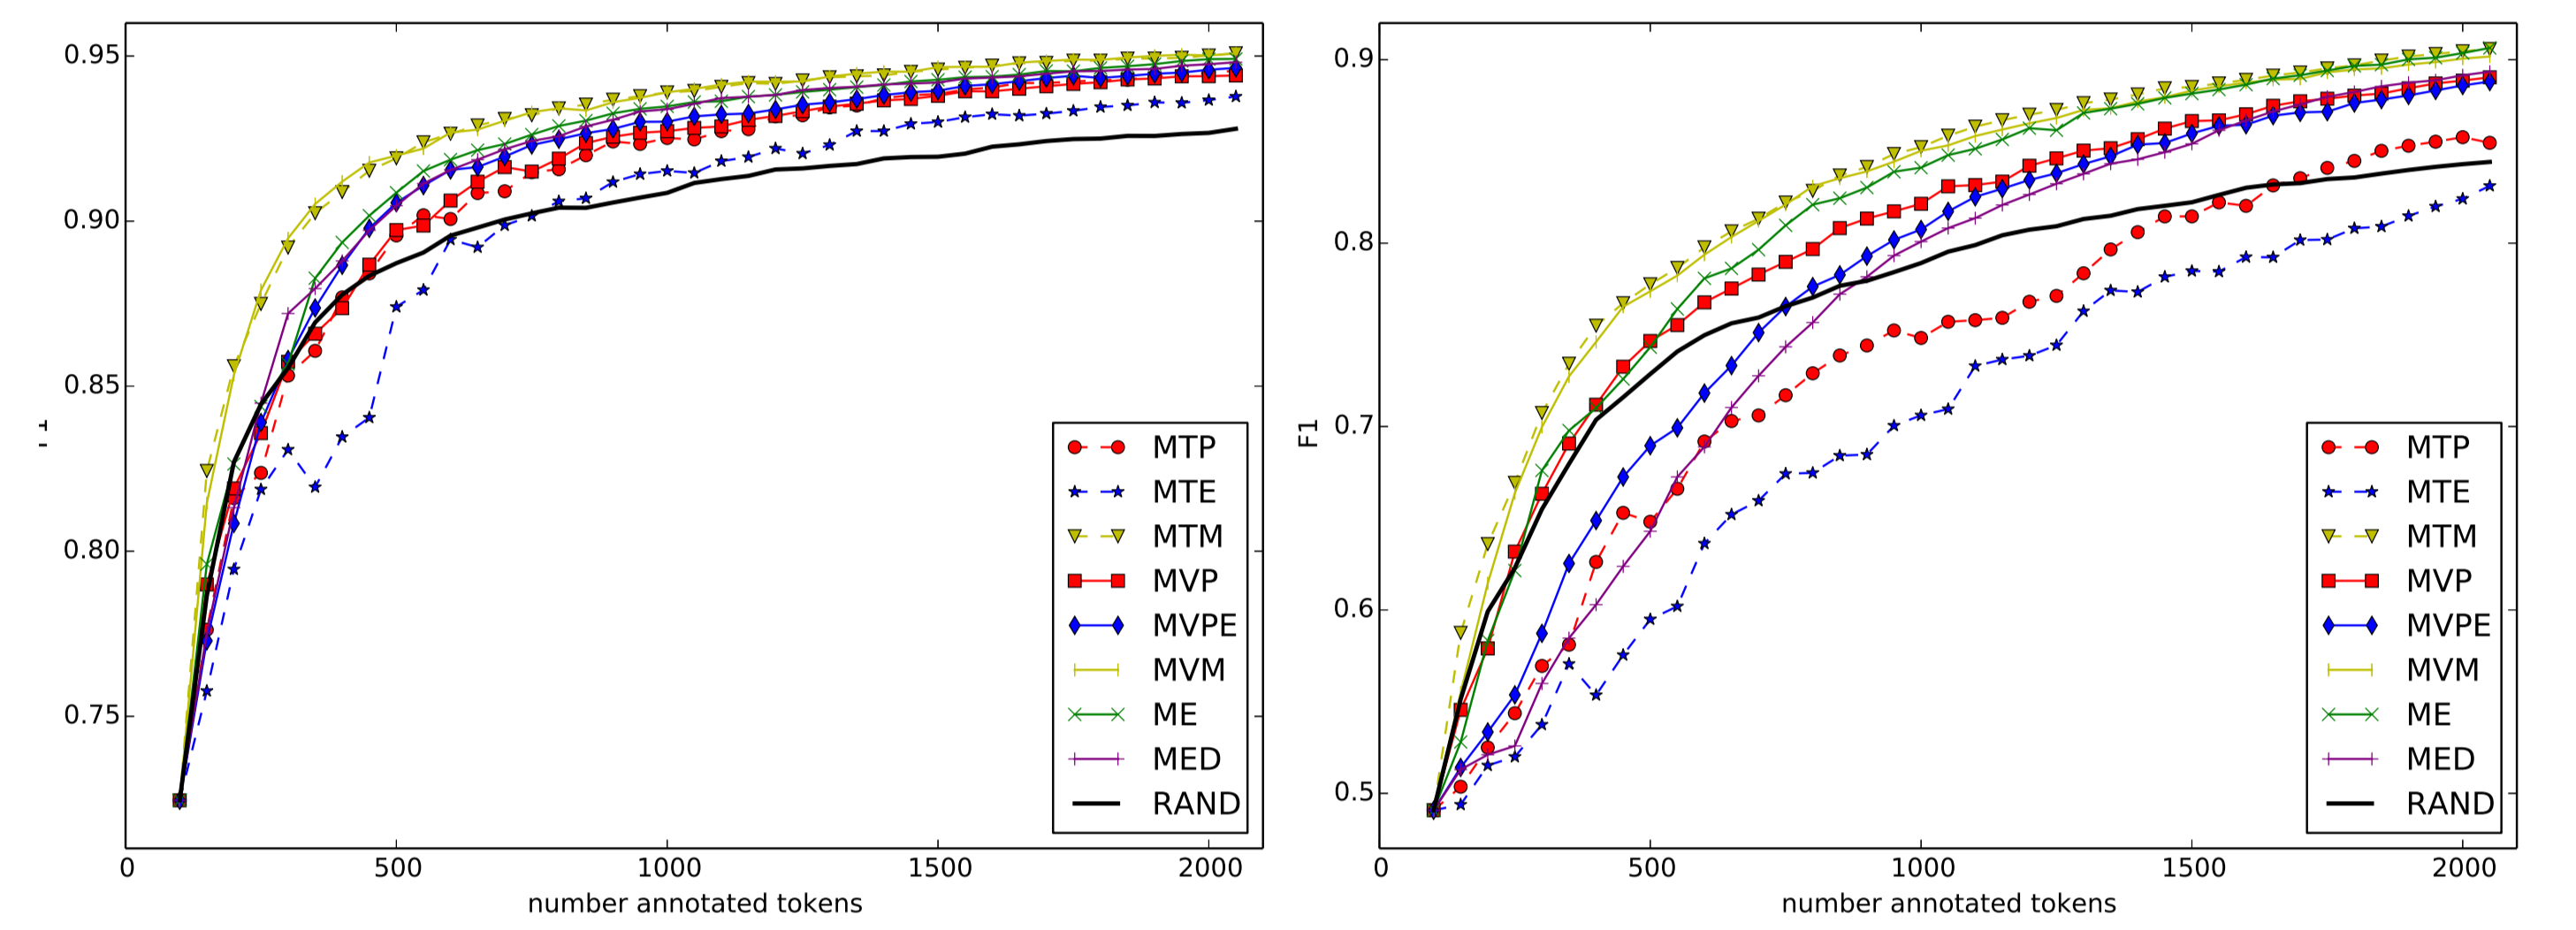 0.95
0.90
0.85
0.80
0.75
0 500 1000 1500 2000
number annotated tokens
MTP
MTE
MTM
MVP
MVPE
MVM
ME
MED
RAND
F1
0.9
0.8
0.7
0.6
0.5
0 500 1000 1500 2000
number annotated tokens
MTP
MTE
MTM
MVP
MVPE
MVM
ME
MED
RAND